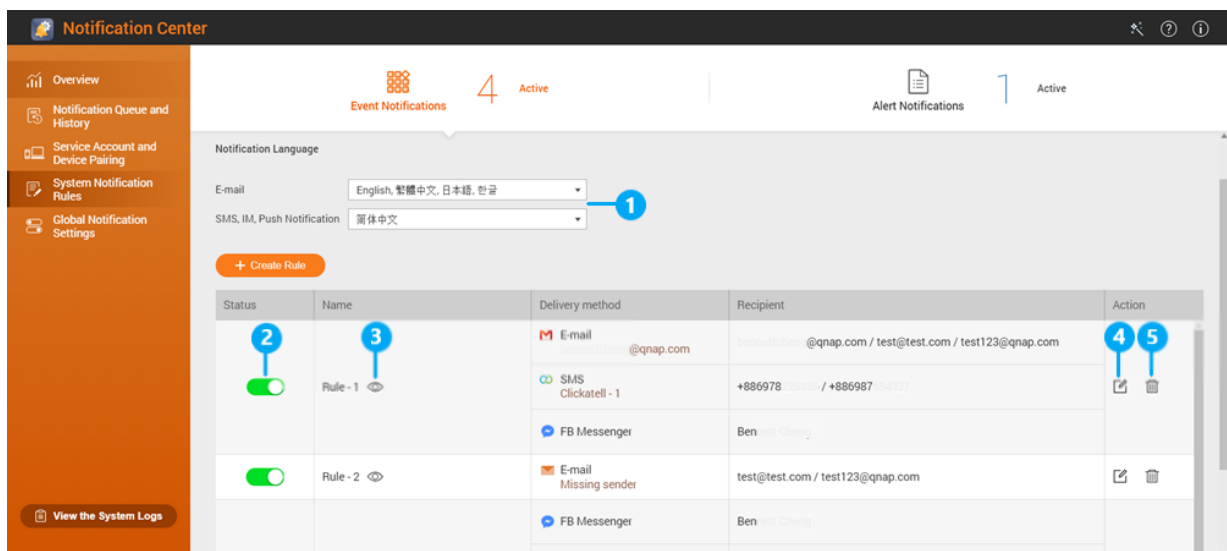 Notification Center
Overview
Notification Queue and
History
Service Account and
Device Pairing
System Notification
Rules
Global Notification
Settings
View the System Logs
Event Notifications
4
Active
Alert Notifications
1
Active
Notification Language
E-mail
English, 繁體中文, 日本語, 한글
SMS, IM, Push Notification
简体中文
1
+ Create Rule
Status Name Delivery method Recipient Action
2
3
4
5
Rule - 1
E-mail
@qnap.com
@qnap.com / test@test.com / test123@qnap.com
SMS
Clickatell - 1
+886978 / +886987
FB Messenger
Ben
Rule - 2
E-mail
Missing sender
test@test.com / test123@qnap.com
FB Messenger
Ben